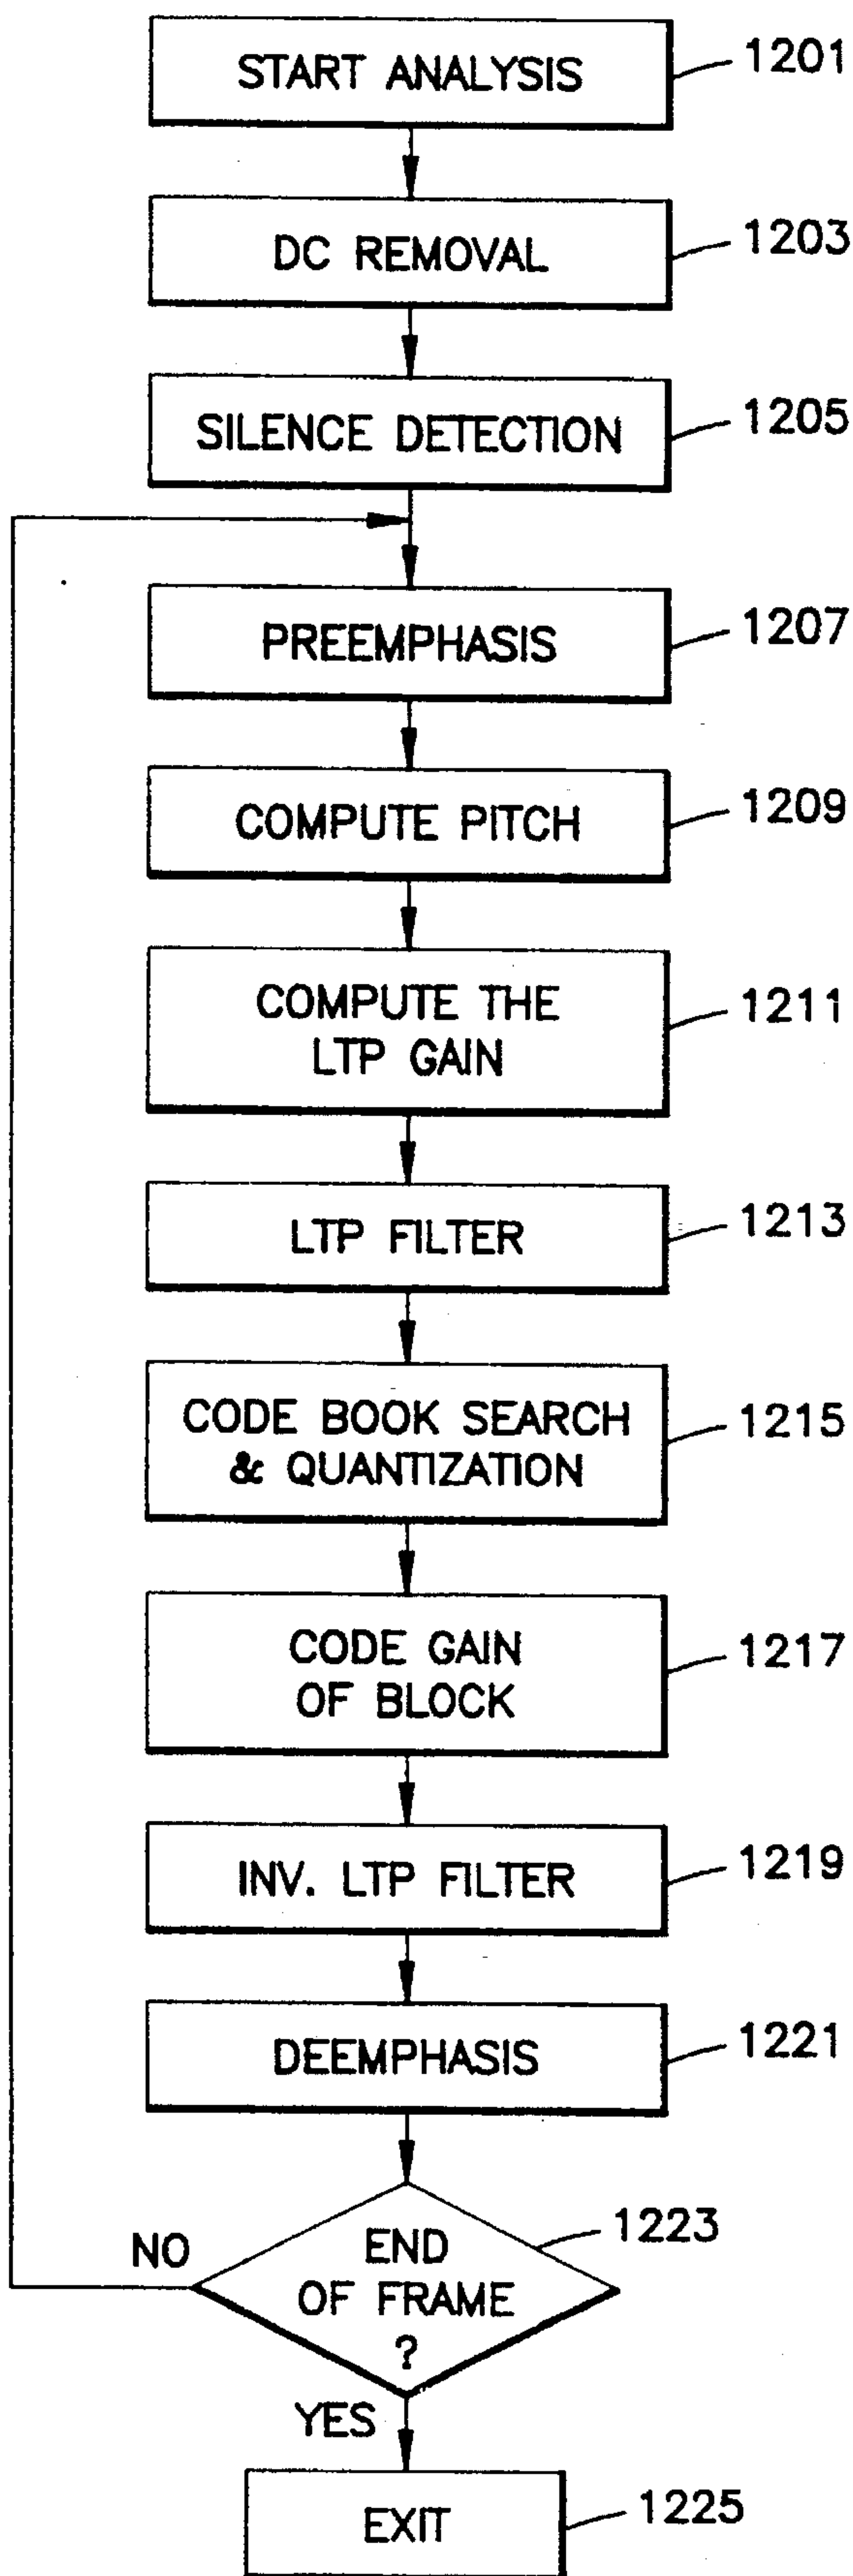 START ANALYSIS
1201
DC REMOVAL
1203
SILENCE DETECTION
1205
PREEMPHASIS
1207
COMPUTE PITCH
1209
COMPUTE THE
LTP GAIN
1211
LTP FILTER
1213
CODE BOOK SEARCH
& QUANTIZATION
1215
CODE GAIN
OF BLOCK
1217
INV. LTP FILTER
1219
DEEMPHASIS
1221
END
OF FRAME
?
1223
NO
YES
EXIT
1225